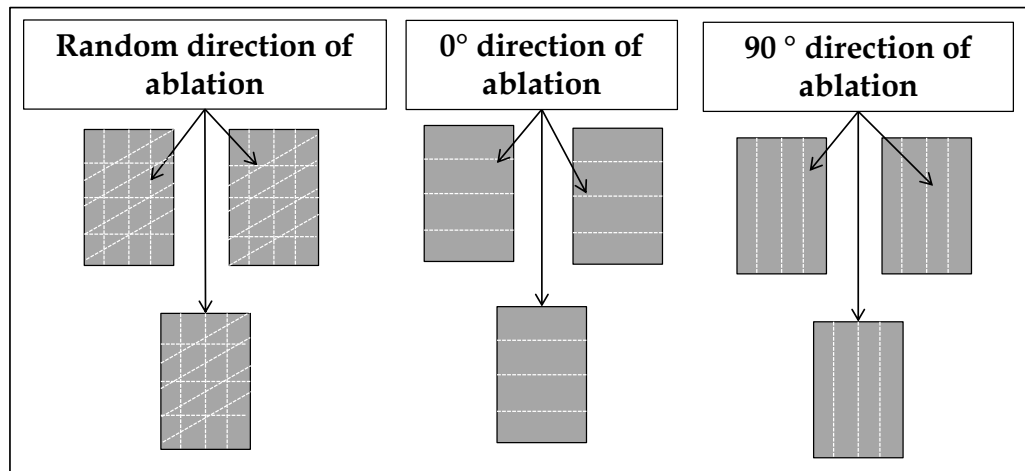 Random direction of
ablation
0° direction of
ablation
90 ° direction of
ablation